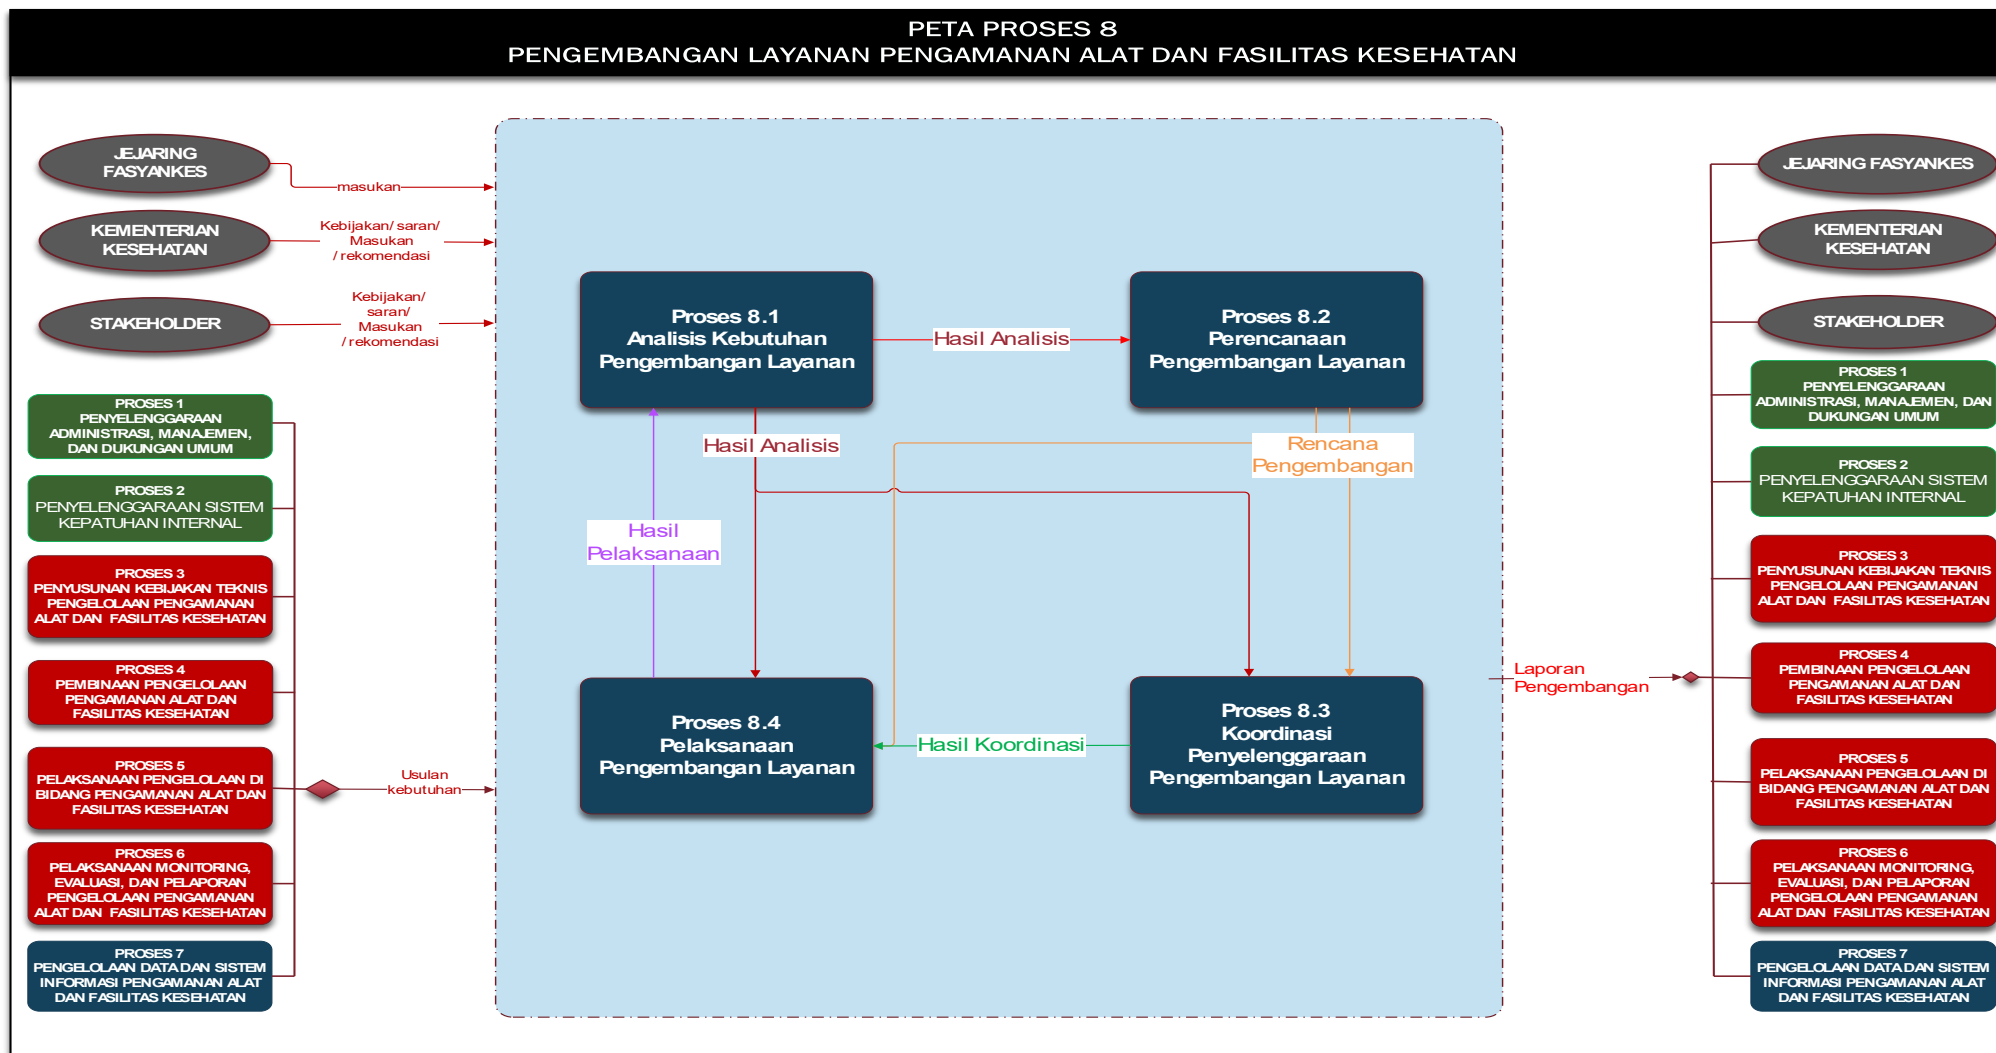 PETA PROSES 8
PENGEMBANGAN LAYANAN PENGAMANAN ALAT DAN FASILITAS KESEHATAN
JEJARING
FASYANKES
masukan
KEMENTERIAN
KESEHATAN
Kebijakan/ saran/
Masukan
/ rekomendasi
STAKEHOLDER
Kebijakan/
saran/
Masukan
/ rekomendasi
PROSES 1
PENYELENGGARAAN
ADMINISTRASI, MANAJEMEN,
DAN DUKUNGAN UMUM
PROSES 2
PENYELENGGARAAN SISTEM
KEPATUHAN INTERNAL
PROSES 3
PENYUSUNAN KEBIJAKAN TEKNIS
PENGELOLAAN PENGAMANAN
ALAT DAN FASILITAS KESEHATAN
PROSES 4
PEMBINAAN PENGELOLAAN
PENGAMANAN ALAT DAN
FASILITAS KESEHATAN
PROSES 5
PELAKSANAAN PENGELOLAAN DI
BIDANG PENGAMANAN ALAT DAN
FASILITAS KESEHATAN
PROSES 6
PELAKSANAAN MONITORING,
EVALUASI, DAN PELAPORAN
PENGELOLAAN PENGAMANAN
ALAT DAN FASILITAS KESEHATAN
PROSES 7
PENGELOLAAN DATA DAN SISTEM
INFORMASI PENGAMANAN ALAT
DAN FASILITAS KESEHATAN
Usulan
kebutuhan
Proses 8.1
Analisis Kebutuhan
Pengembangan Layanan
Hasil Analisis
Proses 8.2
Perencanaan
Pengembangan Layanan
Hasil Analisis
Rencana
Pengembangan
Hasil
Pelaksanaan
Proses 8.4
Pelaksanaan
Pengembangan Layanan
Hasil Koordinasi
Proses 8.3
Koordinasi
Penyelenggaraan
Pengembangan Layanan
Laporan
Pengembangan
JEJARING FASYANKES
KEMENTERIAN
KESEHATAN
STAKEHOLDER
PROSES 1
PENYELENGGARAAN
ADMINISTRASI, MANAJEMEN, DAN
DUKUNGAN UMUM
PROSES 2
PENYELENGGARAAN SISTEM
KEPATUHAN INTERNAL
PROSES 3
PENYUSUNAN KEBIJAKAN TEKNIS
PENGELOLAAN PENGAMANAN
ALAT DAN FASILITAS KESEHATAN
PROSES 4
PEMBINAAN PENGELOLAAN
PENGAMANAN ALAT DAN
FASILITAS KESEHATAN
PROSES 5
PELAKSANAAN PENGELOLAAN DI
BIDANG PENGAMANAN ALAT DAN
FASILITAS KESEHATAN
PROSES 6
PELAKSANAAN MONITORING,
EVALUASI, DAN PELAPORAN
PENGELOLAAN PENGAMANAN
ALAT DAN FASILITAS KESEHATAN
PROSES 7
PENGELOLAAN DATA DAN SISTEM
INFORMASI PENGAMANAN ALAT
DAN FASILITAS KESEHATAN